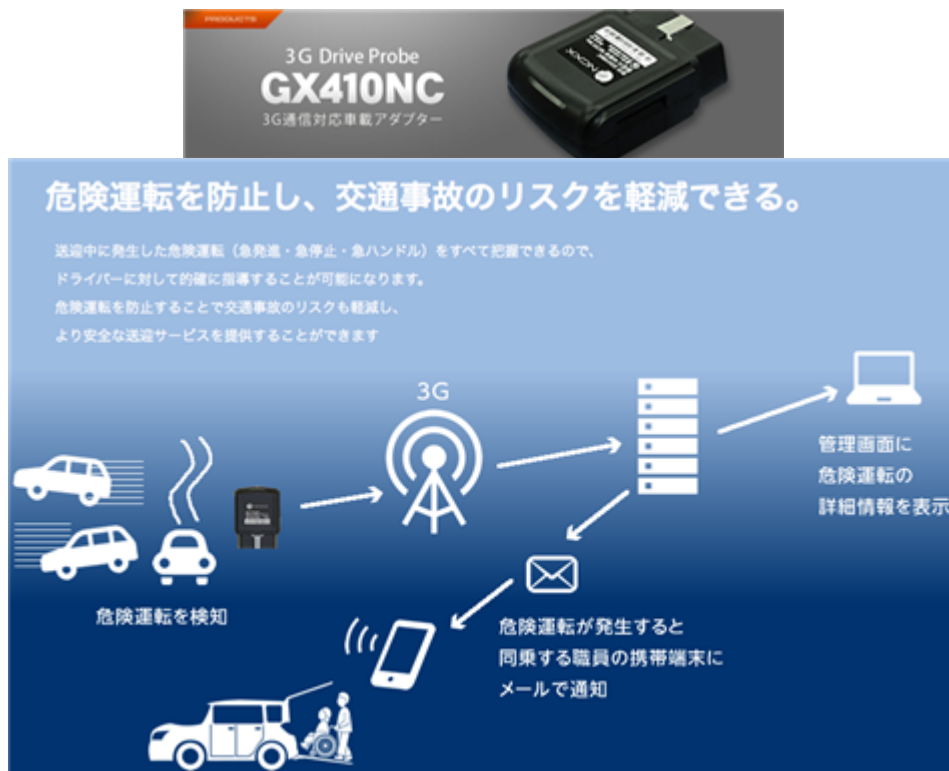 PRODUCTS
3G Drive Probe
GX410NC
3G通信対応車載アダプター
NCXX
危険運転を防止し、交通事故のリスクを軽減できる。
送迎中に発生した危険運転（急発進・急停止・急ハンドル）をすべて把握できるので、
ドライバーに対して的確に指導することが可能になります。
危険運転を防止することで交通事故のリスクも軽減し、
より安全な送迎サービスを提供することができます
3G
管理画面に
危険運転の
詳細情報を表示
危険運転を検知
危険運転が発生すると
同乗する職員の携帯端末に
メールで通知